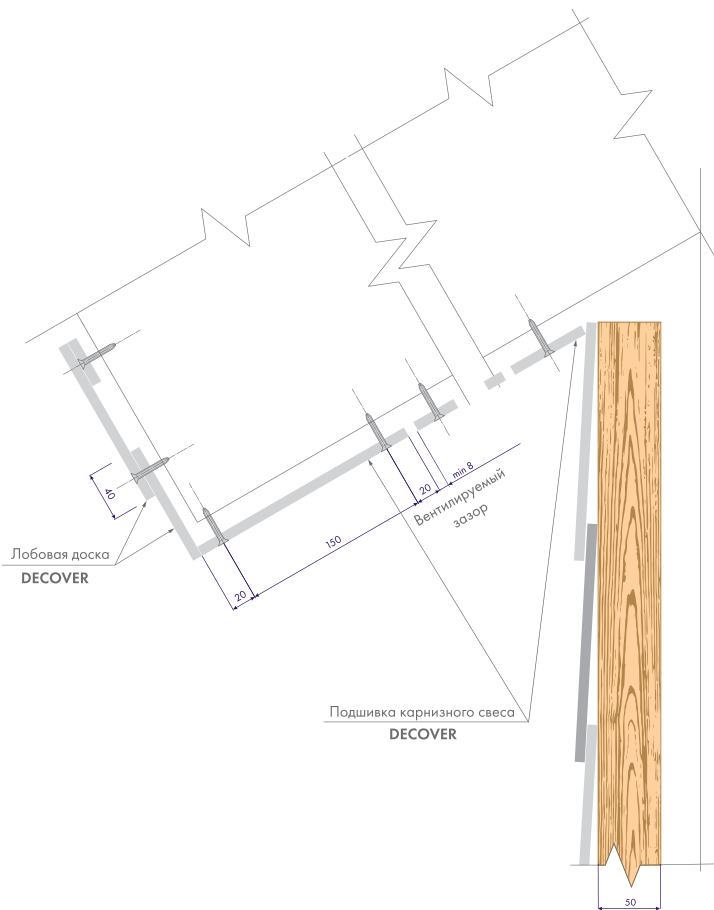 min 8
20
Вентилируемый
зазор
40
150
20
Лобовая доска
DECOVER
Подшивка карнизного свеса
DECOVER
50